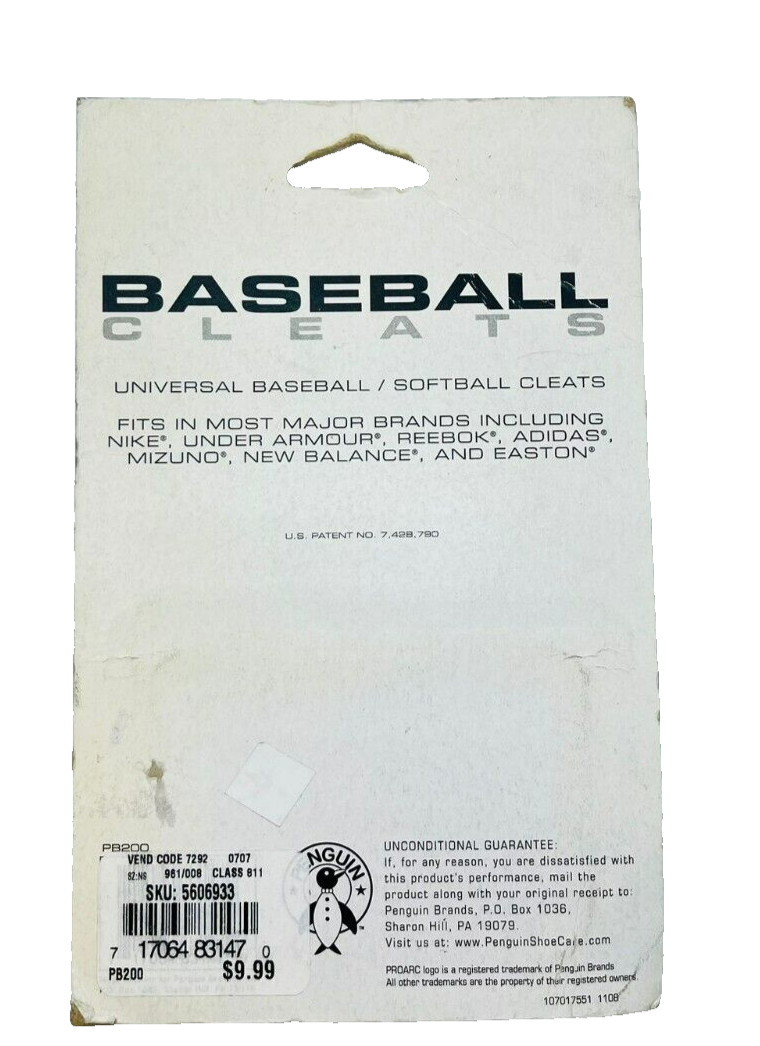 BASEBALL
CLEATS
UNIVERSAL BASEBALL / SOFTBALL CLEATS
FITS IN MOST MAJOR BRANDS INCLUDING
NIKE®, UNDER ARMOUR®, REEBOK®, ADIDAS®,
MIZUNO®, NEW BALANCE®, AND EASTON®
U.S. PATENT NO. 7,428,790
PB200
VEND CODE 7292 0707
SZ:NS 961/008 CLASS 811
SKU: 5606933
7 17064 83147 0
PB200 $9.99
PENGUIN
UNCONDITIONAL GUARANTEE:
If, for any reason, you are dissatisfied with
this product's performance, mail the
product along with your original receipt to:
Penguin Brands, P.O. Box 1036,
Sharon Hill, PA 19079.
Visit us at: www.PenguinShoeCare.com
PROARC logo is a registered trademark of Penguin Brands
All other trademarks are the property of their registered owners.
107017551 1108